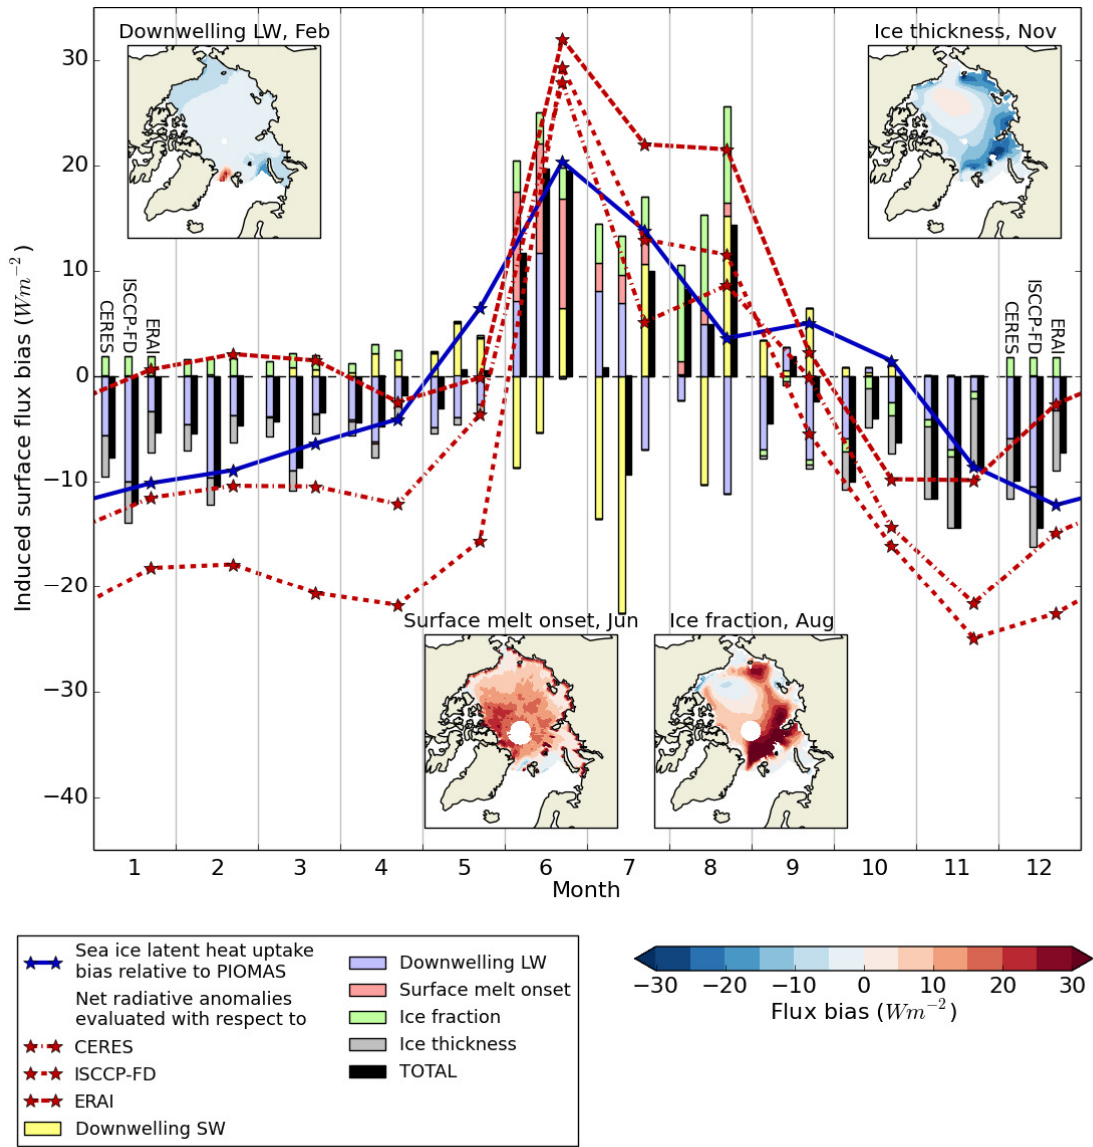 Downwelling LW, Feb
Ice thickness, Nov
30
20
10
0
−10
−20
−30
−40
Induced surface flux bias (Wm⁻²)
CERES
ISCCP-FD
ERAI
CERES
ISCCP-FD
ERAI
Surface melt onset, Jun
Ice fraction, Aug
1 2 3 4 5 6 7 8 9 10 11 12
Month
Sea ice latent heat uptake
bias relative to PIOMAS
Net radiative anomalies
evaluated with respect to
CERES
ISCCP-FD
ERAI
Downwelling SW
Downwelling LW
Surface melt onset
Ice fraction
Ice thickness
TOTAL
−30 −20 −10 0 10 20 30
Flux bias (Wm⁻²)